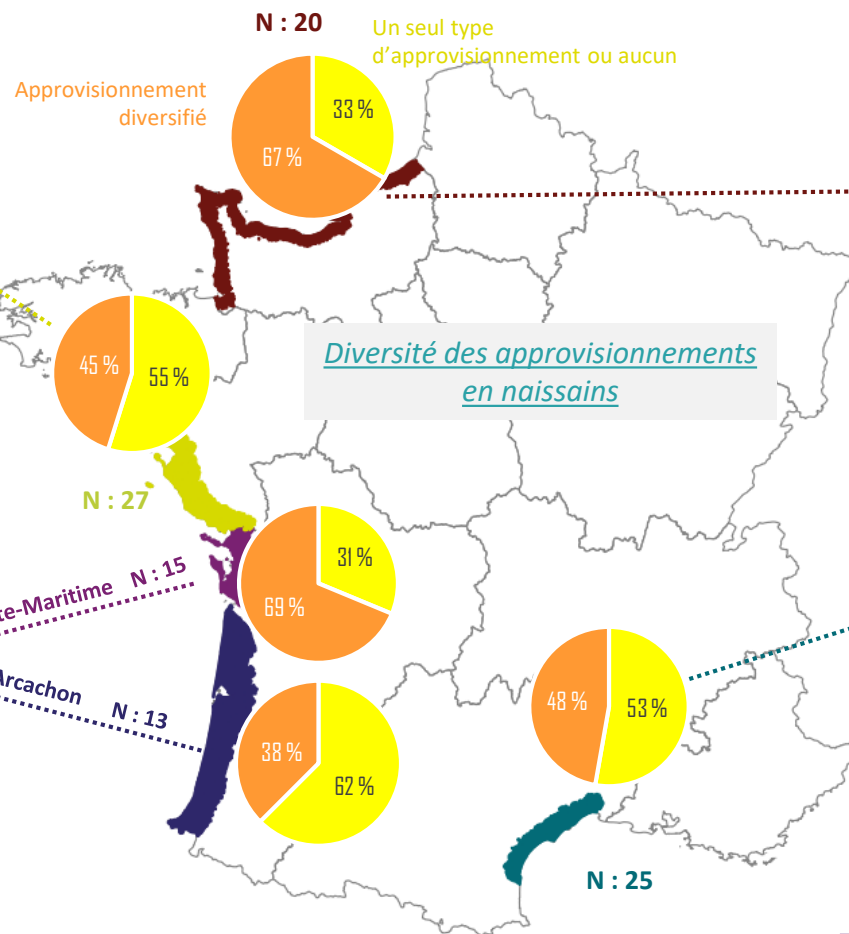 N : 20
Un seul type
d'approvisionnement ou aucun
Approvisionnement
diversifié
33 %
67 %
Diversité des approvisionnements
en naissains
45 %
55 %
N : 27
31 %
69 %
te-Maritime N : 15
Arcachon N : 13
48 %
53 %
38 %
62 %
N : 25